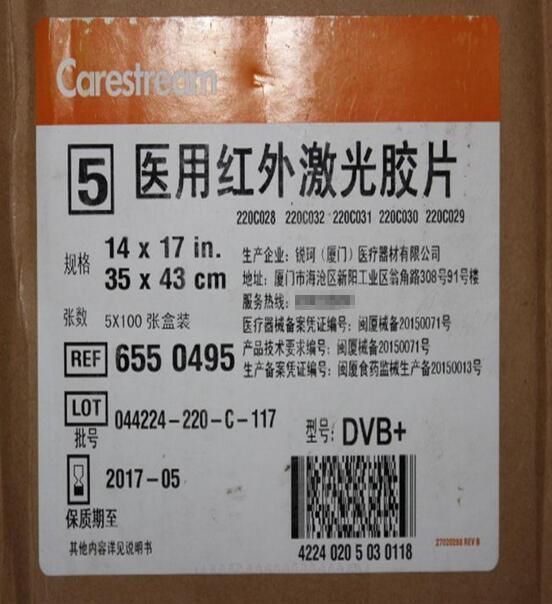 Carestream
5 医用红外激光胶片
220C028 220C032 220C031 220C030 220C029
规格 14 x 17 in.
35 x 43 cm
生产企业：锐珂（厦门）医疗器材有限公司
地址：厦门市海沧区新阳工业区翁角路308号91号楼
服务热线：
张数 5X100 张盒装
医疗器械备案凭证编号：闽厦械备20150071号
REF 655 0495
产品技术要求编号：闽厦械备20150071号
生产备案凭证编号：闽厦食药监械生产备20150013号
LOT 044224-220-C-117
批号
型号：DVB+
2017-05
保质期至
4224 020 5 03 0118
其他内容详见说明书
27020298 REV B